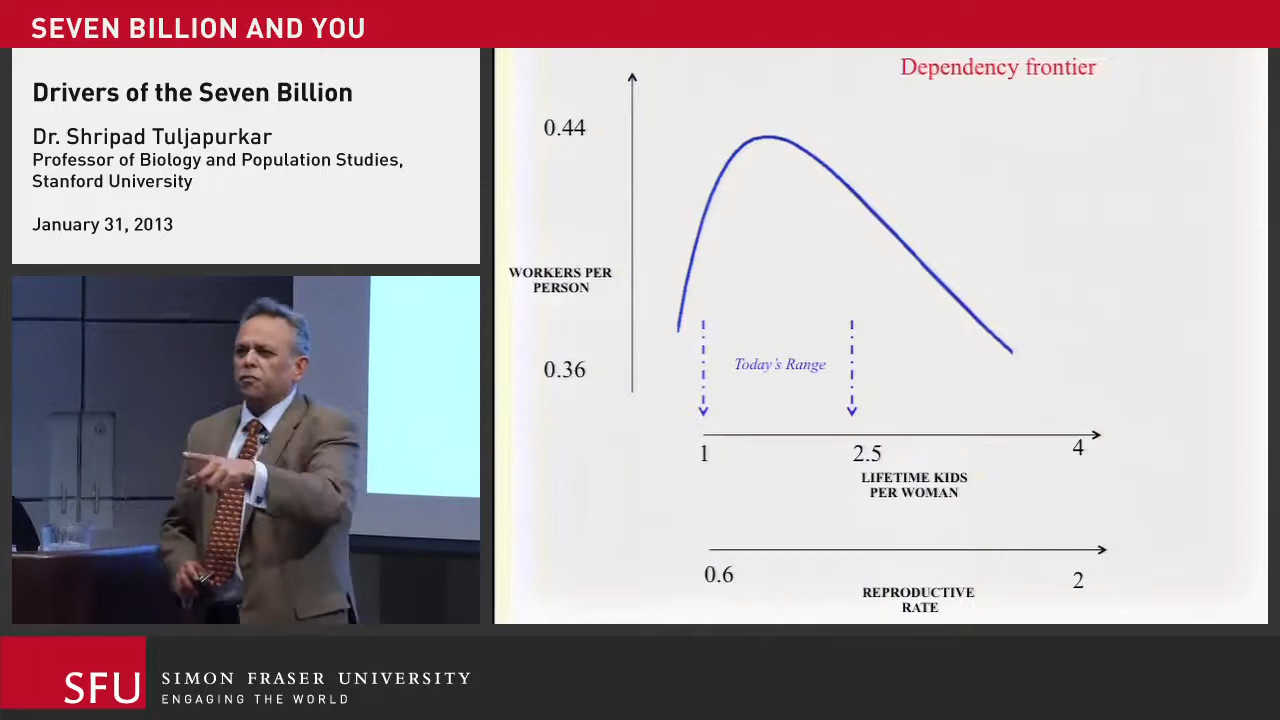 SEVEN BILLION AND YOU
Drivers of the Seven Billion
Dr. Shripad Tuljapurkar
Professor of Biology and Population Studies,
Stanford University
January 31, 2013
Dependency frontier
0.44
WORKERS PER
PERSON
0.36
Today's Range
1
2.5
4
LIFETIME KIDS
PER WOMAN
0.6
2
REPRODUCTIVE
RATE
SFU
SIMON FRASER UNIVERSITY
ENGAGING THE WORLD